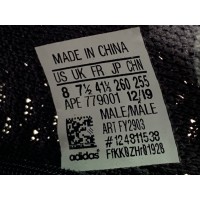 MADE IN CHINA
US UK FR JP CHN
8 7½ 41⅓ 260 255
APE 779001 12/19
MALE/MALE
ART FY2903
#124811538
FfKK0ZHr01928
adidas